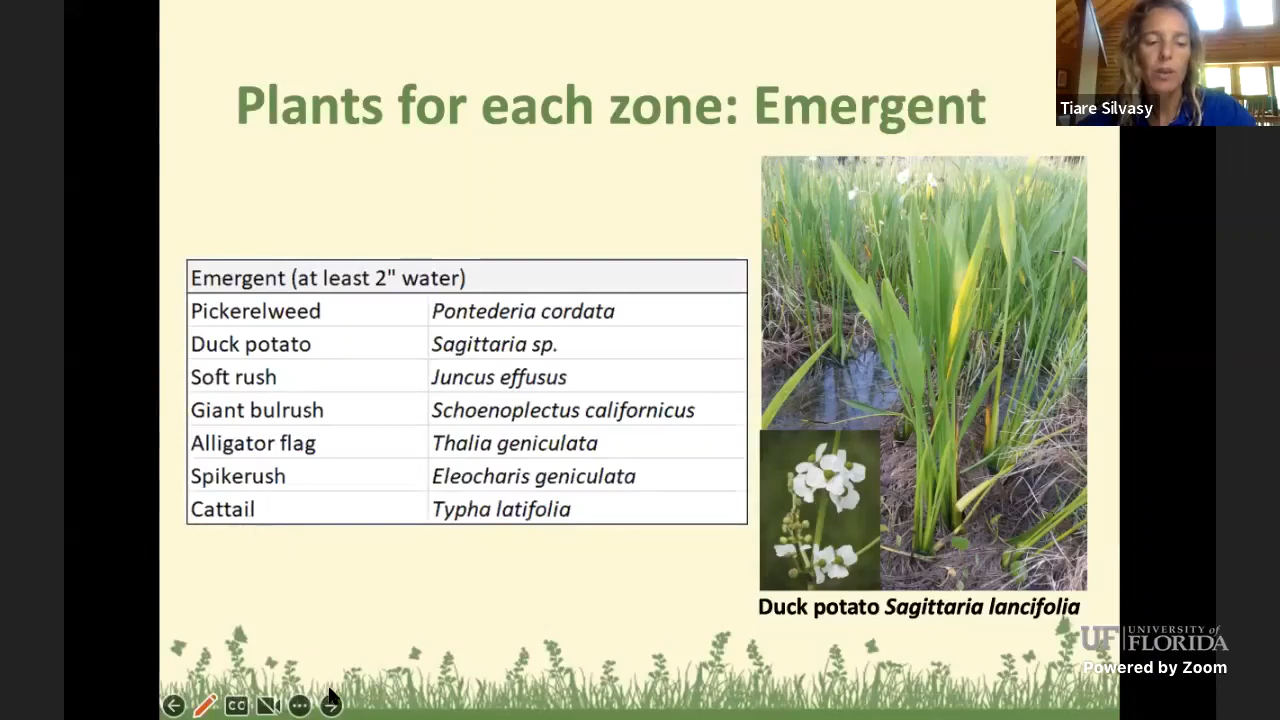 Plants for each zone: Emergent
Tiare Silvasy
Emergent (at least 2" water)
Pickerelweed Pontederia cordata
Duck potato Sagittaria sp.
Soft rush Juncus effusus
Giant bulrush Schoenoplectus californicus
Alligator flag Thalia geniculata
Spikerush Eleocharis geniculata
Cattail Typha latifolia
Duck potato Sagittaria lancifolia
UF UNIVERSITY of
FLORIDA
Powered by Zoom
CC